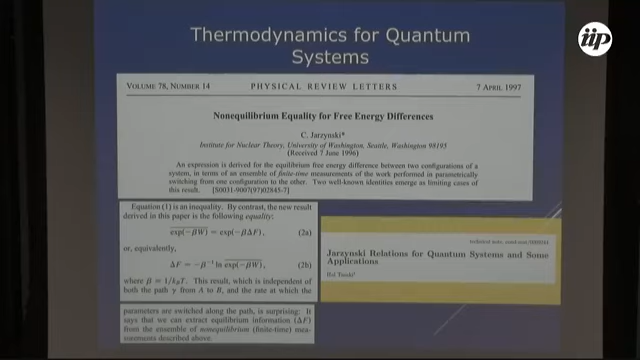 iip
Thermodynamics for Quantum
Systems
VOLUME 78, NUMBER 14 PHYSICAL REVIEW LETTERS 7 APRIL 1997
Nonequilibrium Equality for Free Energy Differences
C. Jarzynski*
Institute for Nuclear Theory, University of Washington, Seattle, Washington 98195
(Received 7 June 1996)
An expression is derived for the equilibrium free energy difference between two configurations of a
system, in terms of an ensemble of finite-time measurements of the work performed in parametrically
switching from one configuration to the other. Two well-known identities emerge as limiting cases of
this result. [S0031-9007(97)02845-7]
Equation (1) is an inequality. By contrast, the new result
derived in this paper is the following equality:
exp(−βW) = exp(−βΔF), (2a)
or, equivalently,
ΔF = −β⁻¹ ln exp(−βW), (2b)
where β = 1/k_BT. This result, which is independent of
both the path γ from A to B, and the rate at which the
parameters are switched along the path, is surprising: It
says that we can extract equilibrium information (ΔF)
from the ensemble of nonequilibrium (finite-time) mea-
surements described above.
technical note,
Jarzynski Relations for Quantum Systems and Some
Applications
Hal Tasaki